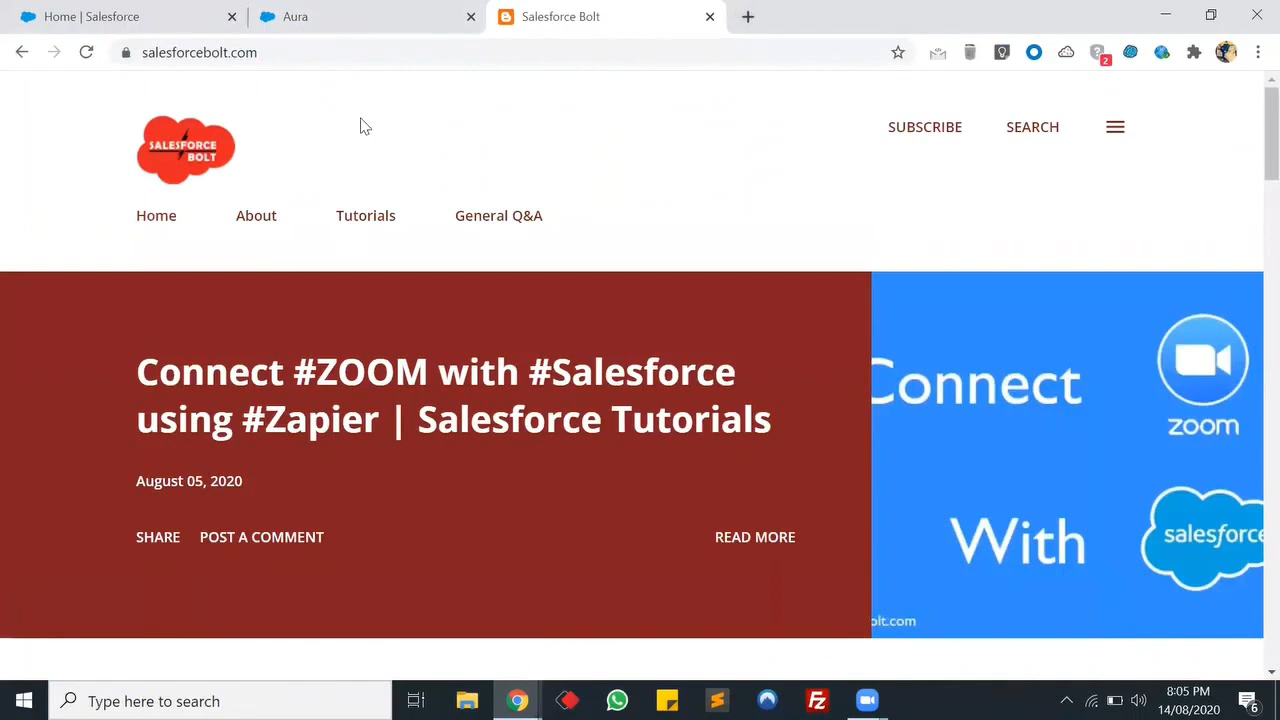 Home | Salesforce
Aura
Salesforce Bolt
salesforcebolt.com
2
SALESFORCE
BOLT
SUBSCRIBE
SEARCH
Home
About
Tutorials
General Q&A
Connect #ZOOM with #Salesforce
using #Zapier | Salesforce Tutorials
August 05, 2020
SHARE
POST A COMMENT
READ MORE
Connect
zoom
With
salesforce
olt.com
Type here to search
8:05 PM
14/08/2020
6